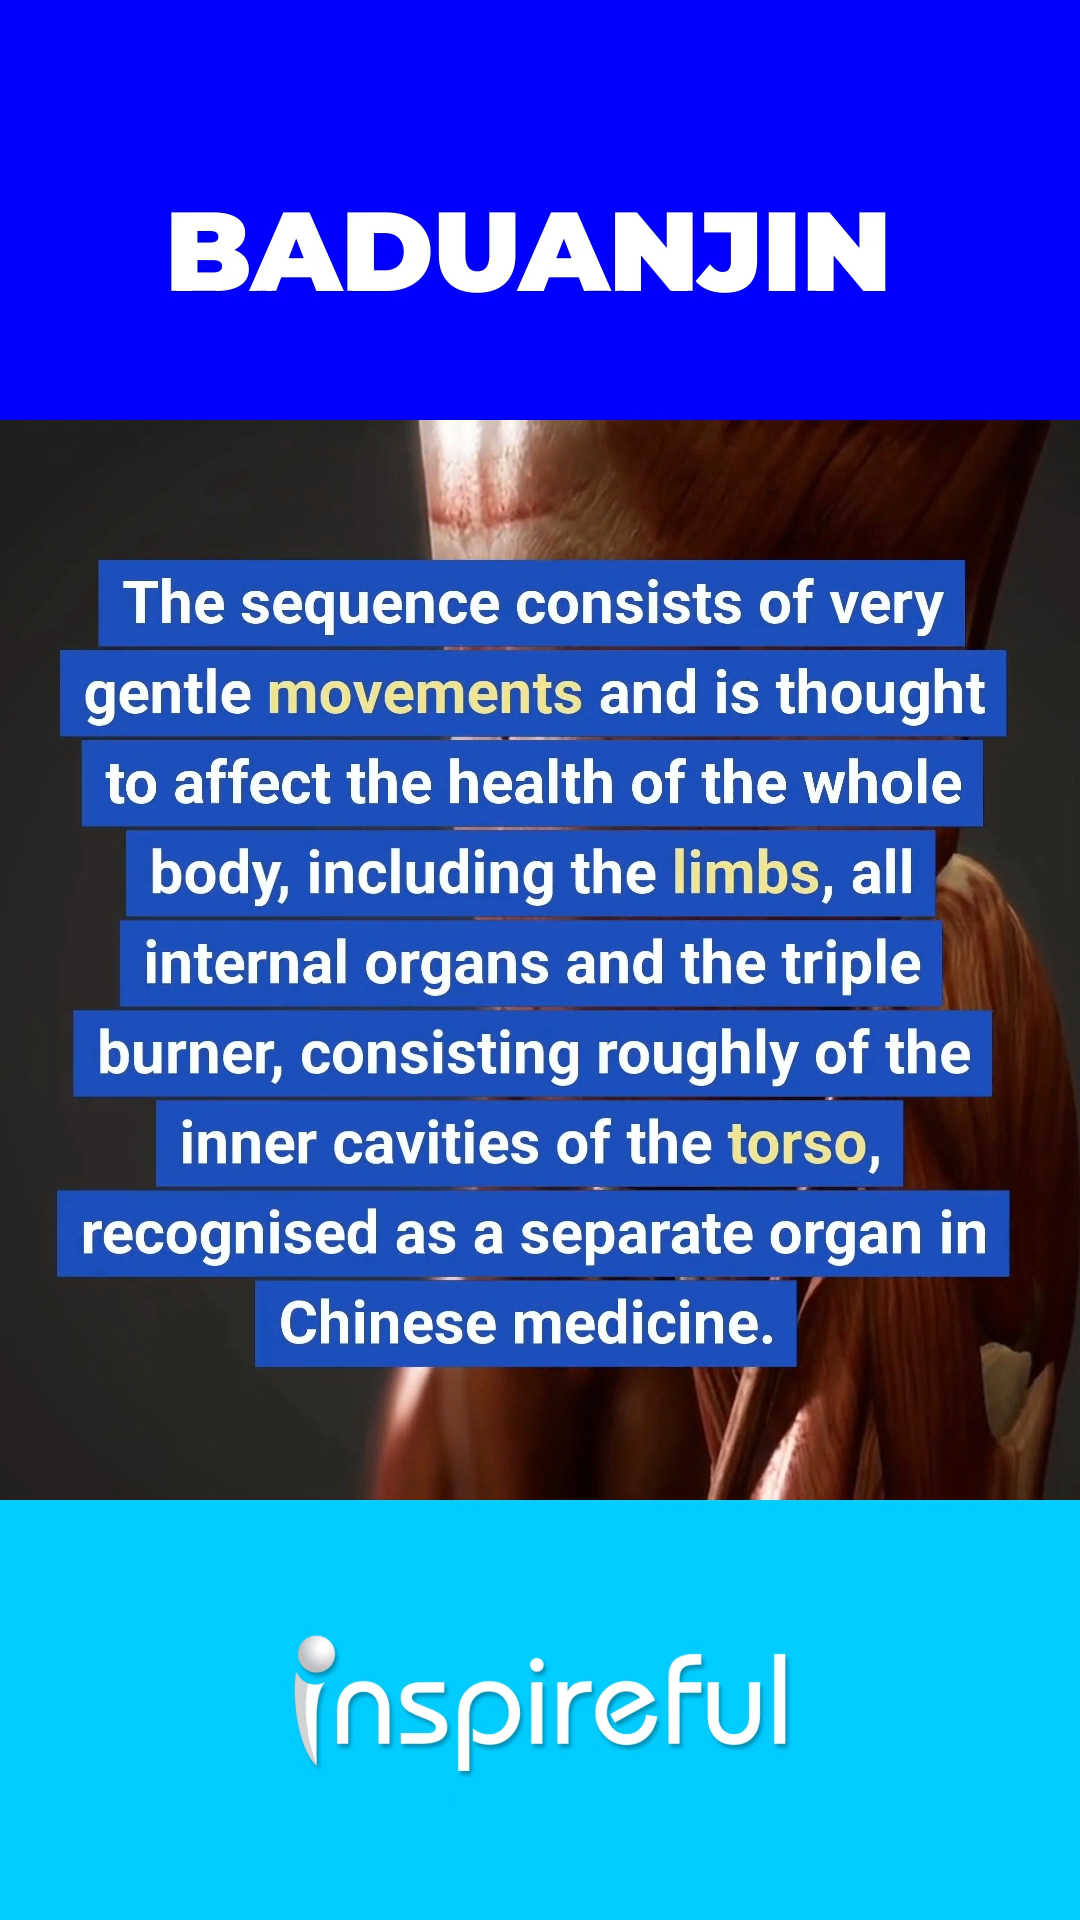 BADUANJIN
The sequence consists of very
gentle movements and is thought
to affect the health of the whole
body, including the limbs, all
internal organs and the triple
burner, consisting roughly of the
inner cavities of the torso,
recognised as a separate organ in
Chinese medicine.
inspireful